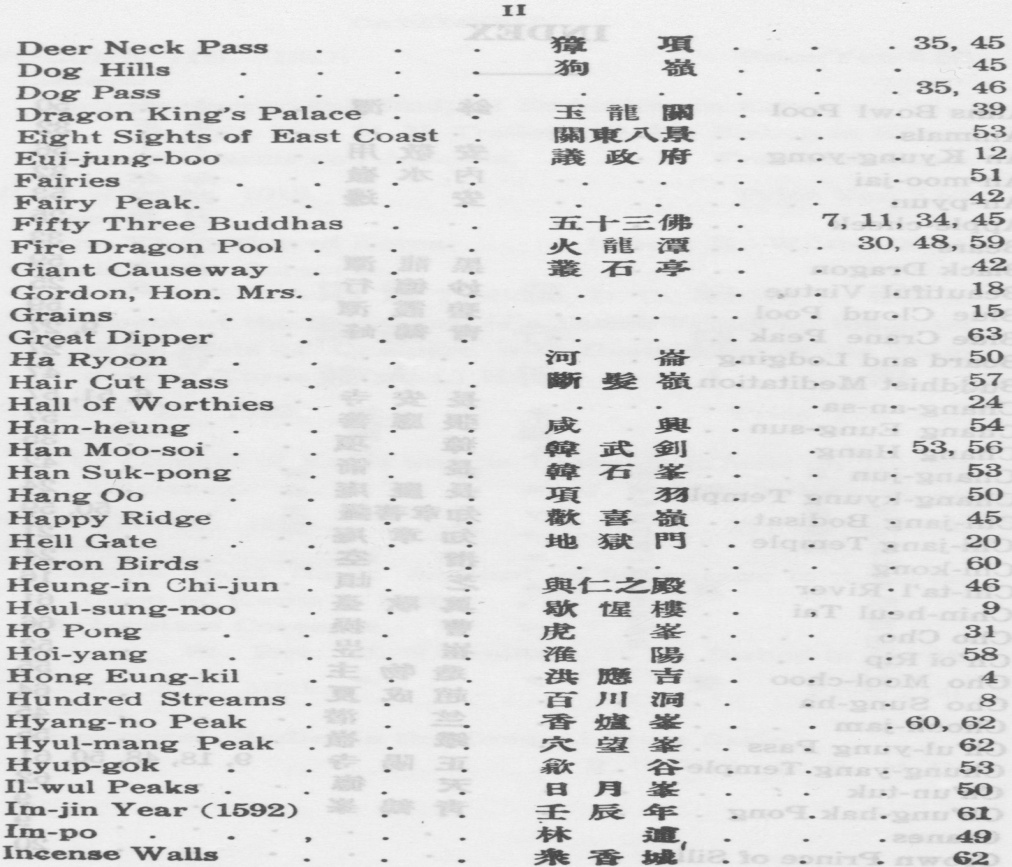 II
Deer Neck Pass . . 獐項 . 35, 45
Dog Hills . . . 狗嶺 . . . 45
Dog Pass . . . . . . . 35, 46
Dragon King's Palace . . 玉龍關 . . . 39
Eight Sights of East Coast . 關東八景 . . . 53
Eui-jung-boo . . . 議政府 . . . 12
Fairies . . . . . . . . . 51
Fairy Peak. . . . . . . .
Fifty Three Buddhas . . 五十三佛 7, 11, 34, 45
Fire Dragon Pool . . . 火龍潭 . 30, 48, 59
Giant Causeway . . . 叢石亭 . . . 42
Gordon, Hon. Mrs. . . . . . . . 18
Grains . . . . . . . . . 15
Great Dipper . . . . . . . . 63
Ha Ryoon . . . 河崙 . . . 50
Hair Cut Pass . . . 斷髮嶺 . . . 57
Hall of Worthies . . . . . . . 24
Ham-heung . . . 咸興 . . . 54
Han Moo-soi . . . 韓武釗 . . 53, 56
Han Suk-pong . . . 韓石峯 . . . 53
Hang Oo . . . 項羽 . . . 50
Happy Ridge . . . 歡喜嶺 . . . 45
Hell Gate . . . 地獄門 . . . 20
Heron Birds . . . . . . . . 60
Heung-in Chi-jun . . 興仁之殿 . . . 46
Heul-sung-noo . . . 歇惺樓 . . . 9
Ho Pong . . . 虎峯 . . . 31
Hoi-yang . . . 淮陽 . . . 58
Hong Eung-kil . . . 洪應吉 . . . 4
Hundred Streams . . . 百川洞 . . . 8
Hyang-no Peak . . . 香爐峯 . . 60, 62
Hyul-mang Peak . . . 穴望峯 . . . 62
Hyup-gok . . . 歙谷 . . . 53
Il-wul Peaks . . . 日月峯 . . . 50
Im-jin Year (1592) . . . 壬辰年 . . . 61
Im-po . . . . 林逋 . . . 49
Incense Walls . . . 衆香城 . . . 62